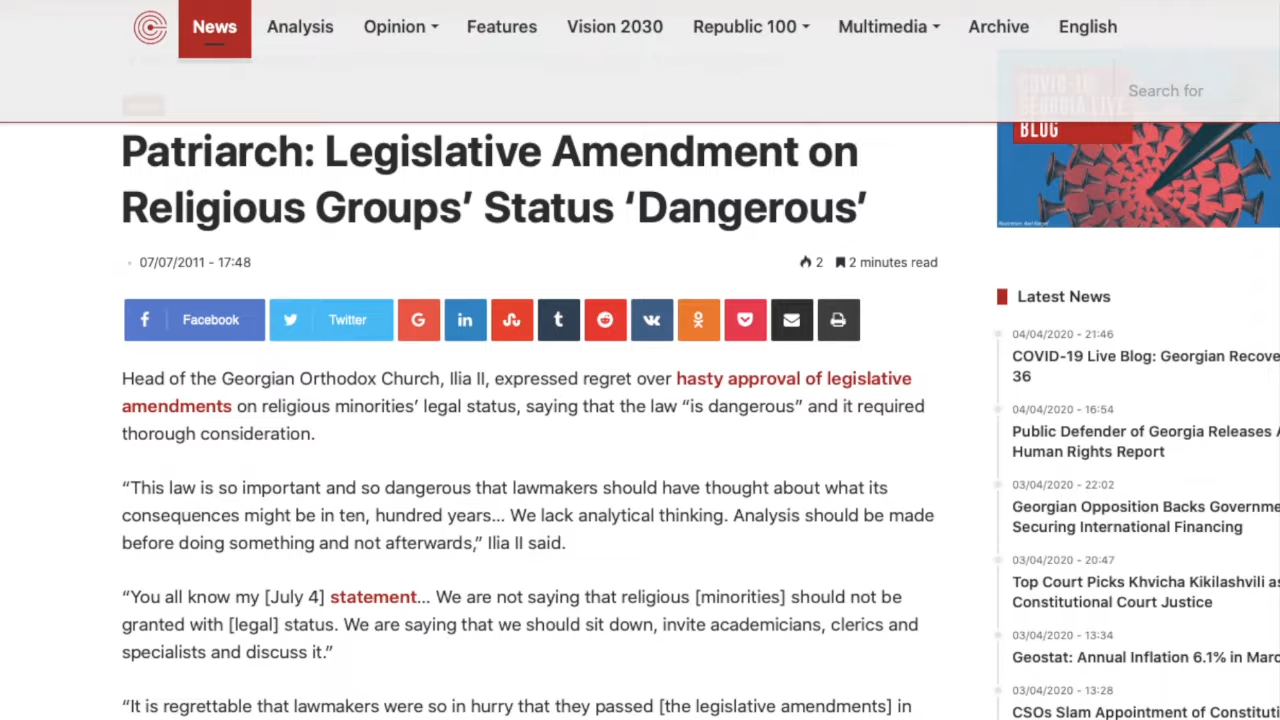 News
Analysis
Opinion
Features
Vision 2030
Republic 100
Multimedia
Archive
English
Search for
COVID-19
GEORGIA LIVE
BLOG
Patriarch: Legislative Amendment on
Religious Groups’ Status ‘Dangerous’
07/07/2011 - 17:48
2
2 minutes read
Facebook
Twitter
Head of the Georgian Orthodox Church, Ilia II, expressed regret over hasty approval of legislative
amendments on religious minorities’ legal status, saying that the law “is dangerous” and it required
thorough consideration.
“This law is so important and so dangerous that lawmakers should have thought about what its
consequences might be in ten, hundred years... We lack analytical thinking. Analysis should be made
before doing something and not afterwards,” Ilia II said.
“You all know my [July 4] statement... We are not saying that religious [minorities] should not be
granted with [legal] status. We are saying that we should sit down, invite academicians, clerics and
specialists and discuss it.”
“It is regrettable that lawmakers were so in hurry that they passed [the legislative amendments] in
Latest News
04/04/2020 - 21:46
COVID-19 Live Blog: Georgian Recove
36
04/04/2020 - 16:54
Public Defender of Georgia Releases A
Human Rights Report
03/04/2020 - 22:02
Georgian Opposition Backs Governme
Securing International Financing
03/04/2020 - 20:47
Top Court Picks Khvicha Kikilashvili as
Constitutional Court Justice
03/04/2020 - 13:34
Geostat: Annual Inflation 6.1% in Marc
03/04/2020 - 13:28
CSOs Slam Appointment of Constituti